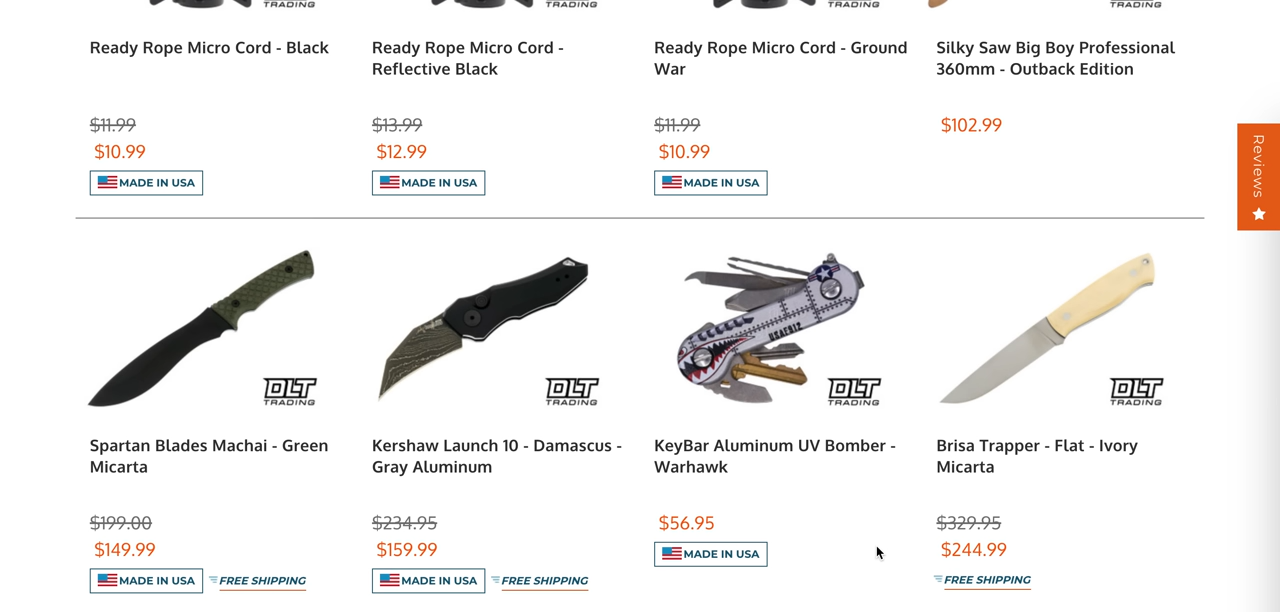 TRADING
TRADING
TRADING
TRADING
Ready Rope Micro Cord - Black
Ready Rope Micro Cord -
Reflective Black
Ready Rope Micro Cord - Ground
War
Silky Saw Big Boy Professional
360mm - Outback Edition
$11.99
$10.99
MADE IN USA
$13.99
$12.99
MADE IN USA
$11.99
$10.99
MADE IN USA
$102.99
Reviews
DLT
TRADING
DLT
TRADING
USAF012
DLT
TRADING
DLT
TRADING
Spartan Blades Machai - Green
Micarta
Kershaw Launch 10 - Damascus -
Gray Aluminum
KeyBar Aluminum UV Bomber -
Warhawk
Brisa Trapper - Flat - Ivory
Micarta
$199.00
$149.99
MADE IN USA FREE SHIPPING
$234.95
$159.99
MADE IN USA FREE SHIPPING
$56.95
MADE IN USA
$329.95
$244.99
FREE SHIPPING